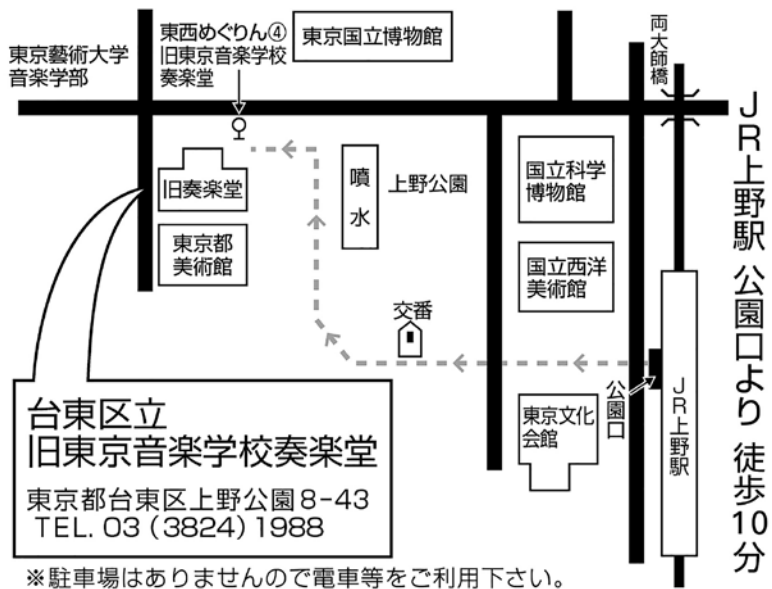 東京藝術大学
音楽学部
東西めぐりん④
旧東京音楽学校
奏楽堂
東京国立博物館
両大師橋
旧奏楽堂
噴水
上野公園
国立科学
博物館
東京都
美術館
国立西洋
美術館
交番
公園口
東京文化
会館
JR上野駅
JR上野駅 公園口より 徒歩10分
台東区立
旧東京音楽学校奏楽堂
東京都台東区上野公園8-43
TEL. 03 (3824) 1988
※駐車場はありませんので電車等をご利用下さい。